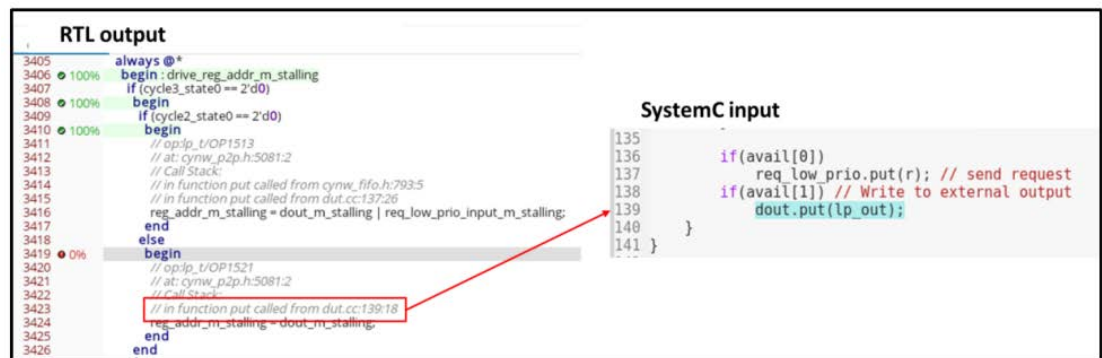 RTL output
3405 always @*
3406 100% begin : drive_reg_addr_m_stalling
3407 if (cycle3_state0 == 2'd0)
3408 100% begin
3409 if (cycle2_state0 == 2'd0)
3410 100% begin
3411 // op:lp_t/OP1513
3412 // at: cynw_p2p.h:5081:2
3413 // Call Stack:
3414 // in function put called from cynw_fifo.h:793:5
3415 // in function put called from dut.cc:137:26
3416 reg_addr_m_stalling = dout_m_stalling | req_low_prio_input_m_stalling;
3417 end
3418 else
3419 0% begin
3420 // op:lp_t/OP1521
3421 // at: cynw_p2p.h:5081:2
3422 // Call Stack:
3423 // in function put called from dut.cc:139:18
3424 reg_addr_m_stalling = dout_m_stalling;
3425 end
3426 end
SystemC input
135
136 if(avail[0])
137 req_low_prio.put(r); // send request
138 if(avail[1]) // Write to external output
139 dout.put(lp_out);
140 }
141 }